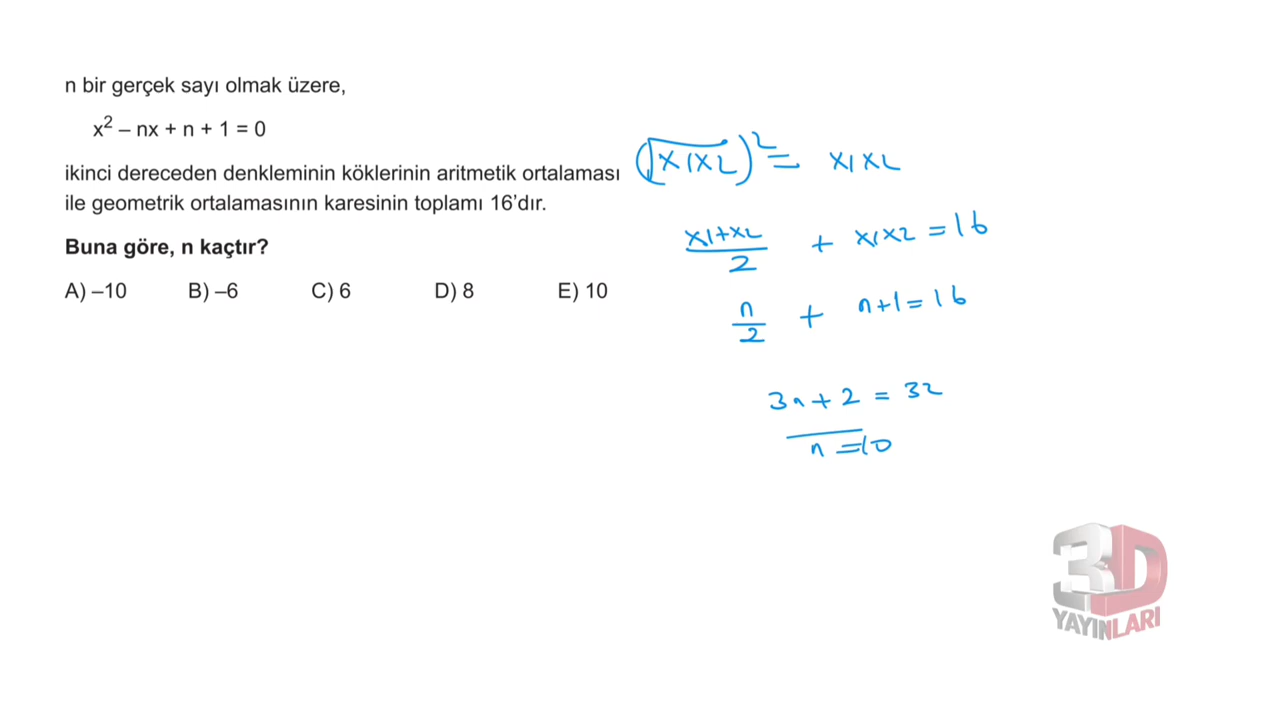 n bir gerçek sayı olmak üzere,
x² – nx + n + 1 = 0
ikinci dereceden denkleminin köklerinin aritmetik ortalaması
ile geometrik ortalamasının karesinin toplamı 16’dır.
Buna göre, n kaçtır?
A) –10 B) –6 C) 6 D) 8 E) 10
(√x1x2)² = x1x2
x1+x2/2 + x1x2 = 16
n/2 + n+1 = 16
3n + 2 = 32
n = 10
3D
YAYINLARI